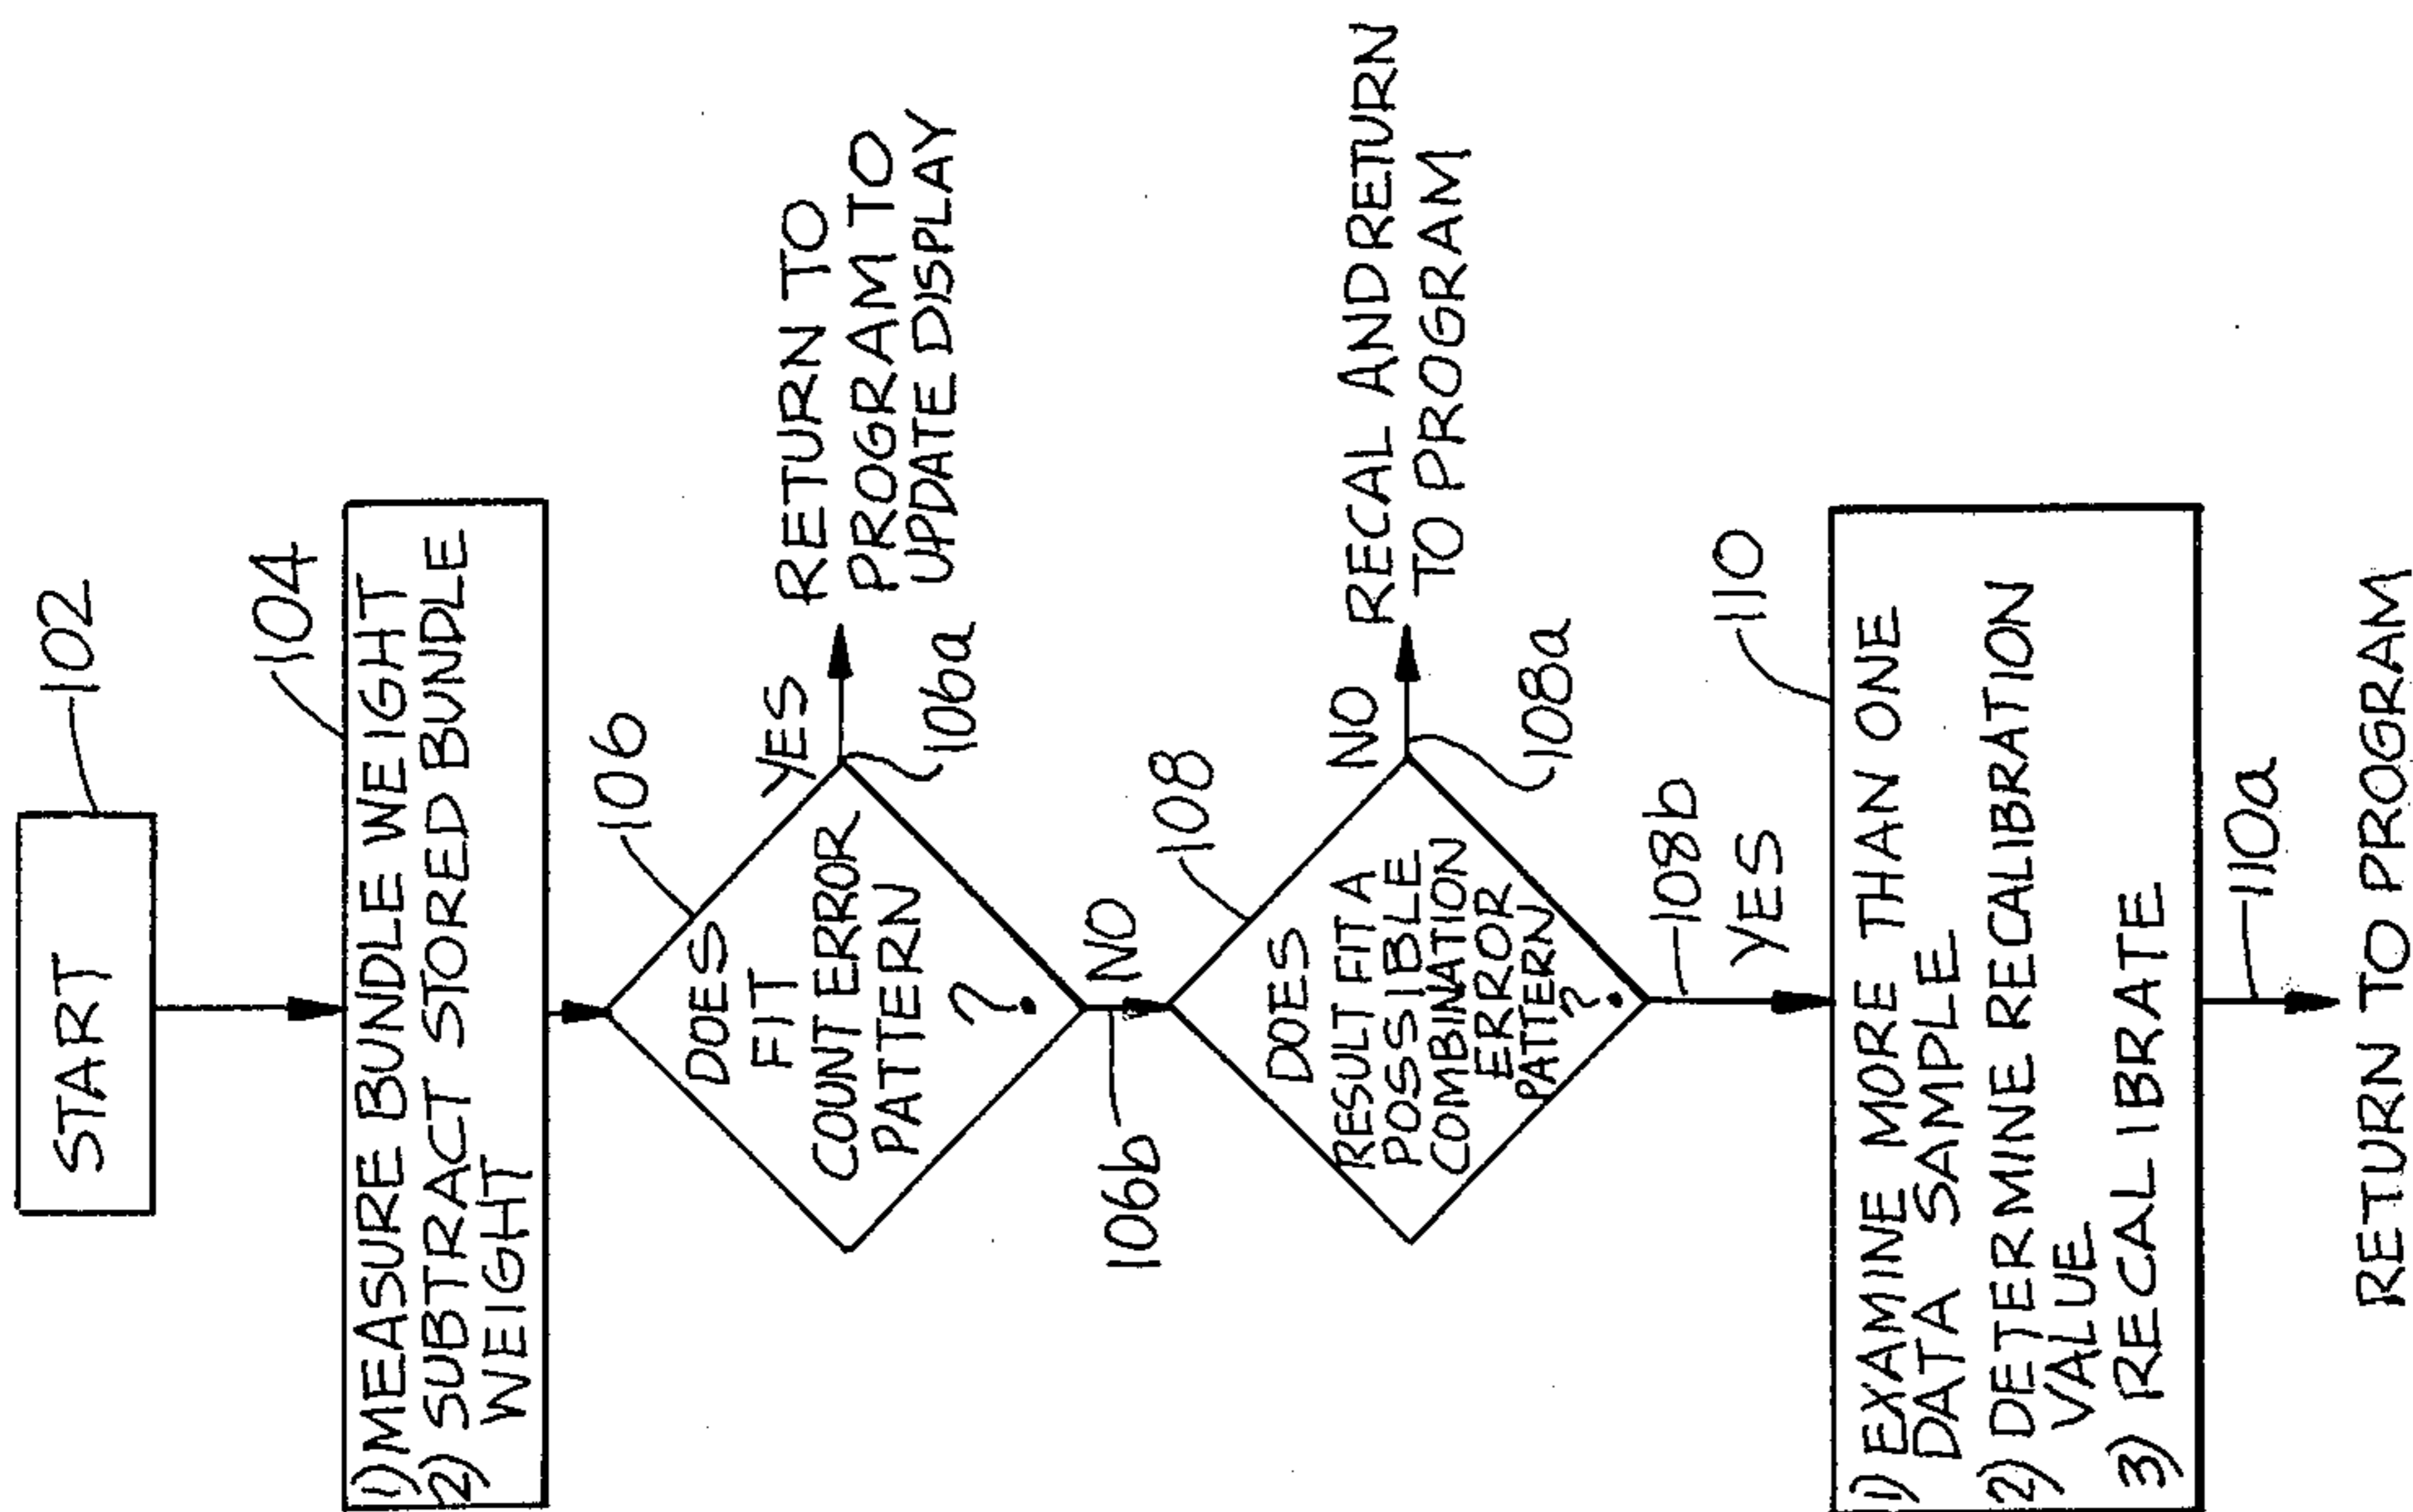 START
102
104
1) MEASURE BUNDLE WEIGHT
2) SUBTRACT STORED BUNDLE
WEIGHT
106
DOES
FIT
COUNT ERROR
PATTERN
?
YES
RETURN TO
PROGRAM TO
UPDATE DISPLAY
106a
NO
106b
108
DOES
RESULT FIT A
POSSIBLE
COMBINATION
ERROR
PATTERN
?
NO
RECAL AND RETURN
TO PROGRAM
108a
108b
YES
110
1) EXAMINE MORE THAN ONE
DATA SAMPLE
2) DETERMINE RECALIBRATION
VALUE
3) RECALIBRATE
110a
RETURN TO PROGRAM